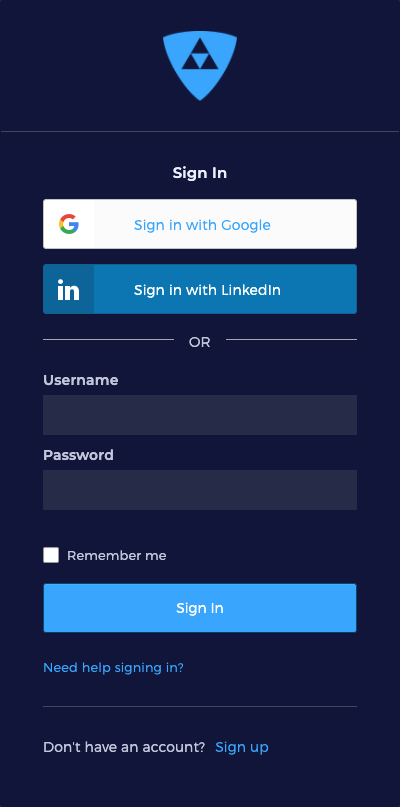 Sign In
Sign in with Google
in
Sign in with LinkedIn
OR
Username
Password
Remember me
Sign In
Need help signing in?
Don't have an account? Sign up